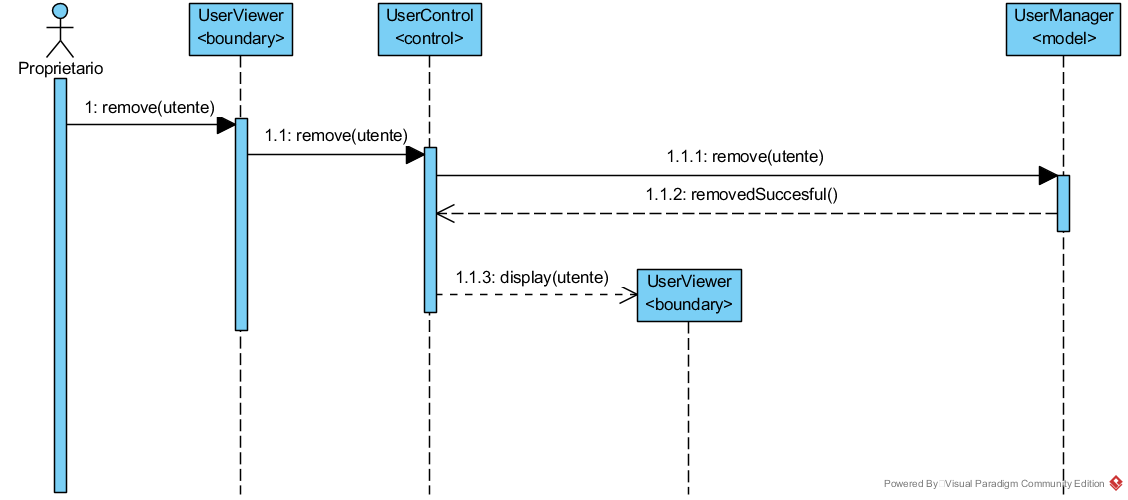 UserViewer
<boundary>
UserControl
<control>
UserManager
<model>
Proprietario
1: remove(utente)
1.1: remove(utente)
1.1.1: remove(utente)
1.1.2: removedSuccesful()
1.1.3: display(utente)
UserViewer
<boundary>
Powered By Visual Paradigm Community Edition